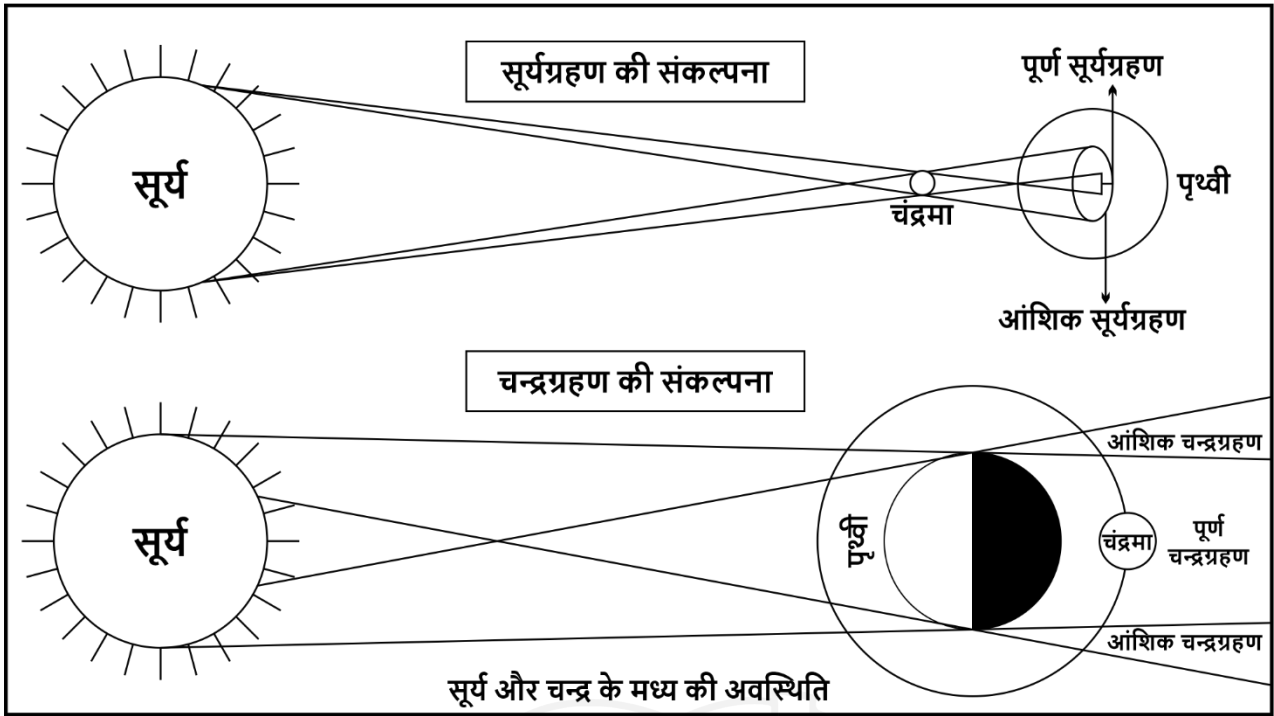 सूर्यग्रहण की संकल्पना
पूर्ण सूर्यग्रहण
सूर्य
पृथ्वी
चंद्रमा
आंशिक सूर्यग्रहण
चन्द्रग्रहण की संकल्पना
आंशिक चन्द्रग्रहण
सूर्य
पृथ्वी
चंद्रमा
पूर्ण
चन्द्रग्रहण
आंशिक चन्द्रग्रहण
सूर्य और चन्द्र के मध्य की अवस्थिति